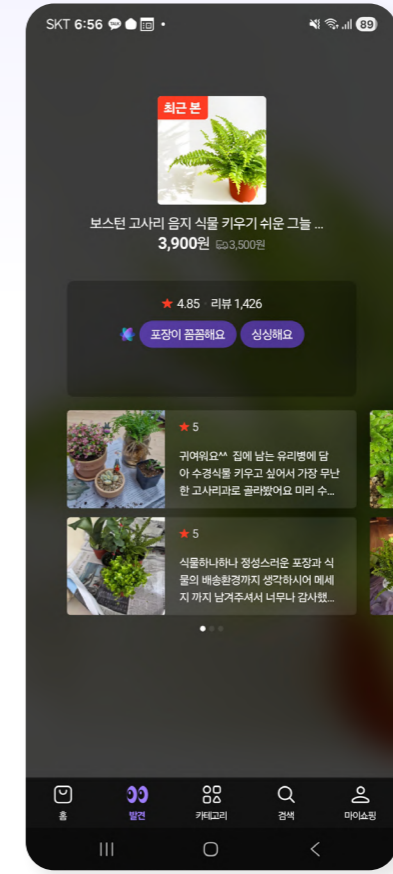 SKT 6:56
89
최근 본
보스턴 고사리 음지 식물 키우기 쉬운 그늘 ...
3,900원 3,500원
★ 4.85 · 리뷰 1,426
포장이 꼼꼼해요 싱싱해요
★ 5
귀여워요^^ 집에 남는 유리병에 담
아 수경식물 키우고 싶어서 가장 무난
한 고사리과로 골라봤어요 미리 수...
★ 5
식물하나하나 정성스러운 포장과 식
물의 배송환경까지 생각하시어 메세
지 까지 남겨주셔서 너무나 감사했...
홈 발견 카테고리 검색 마이쇼핑